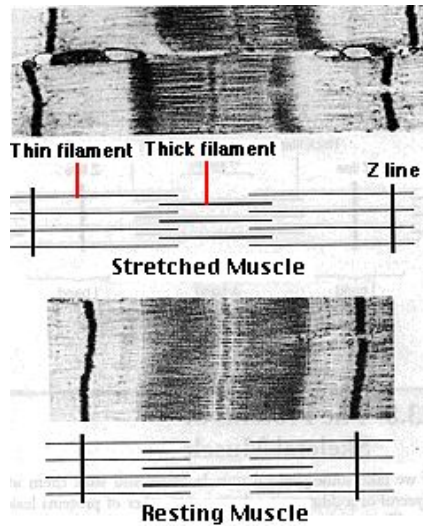 Thin filament Thick filament
Z line
Stretched Muscle
Resting Muscle